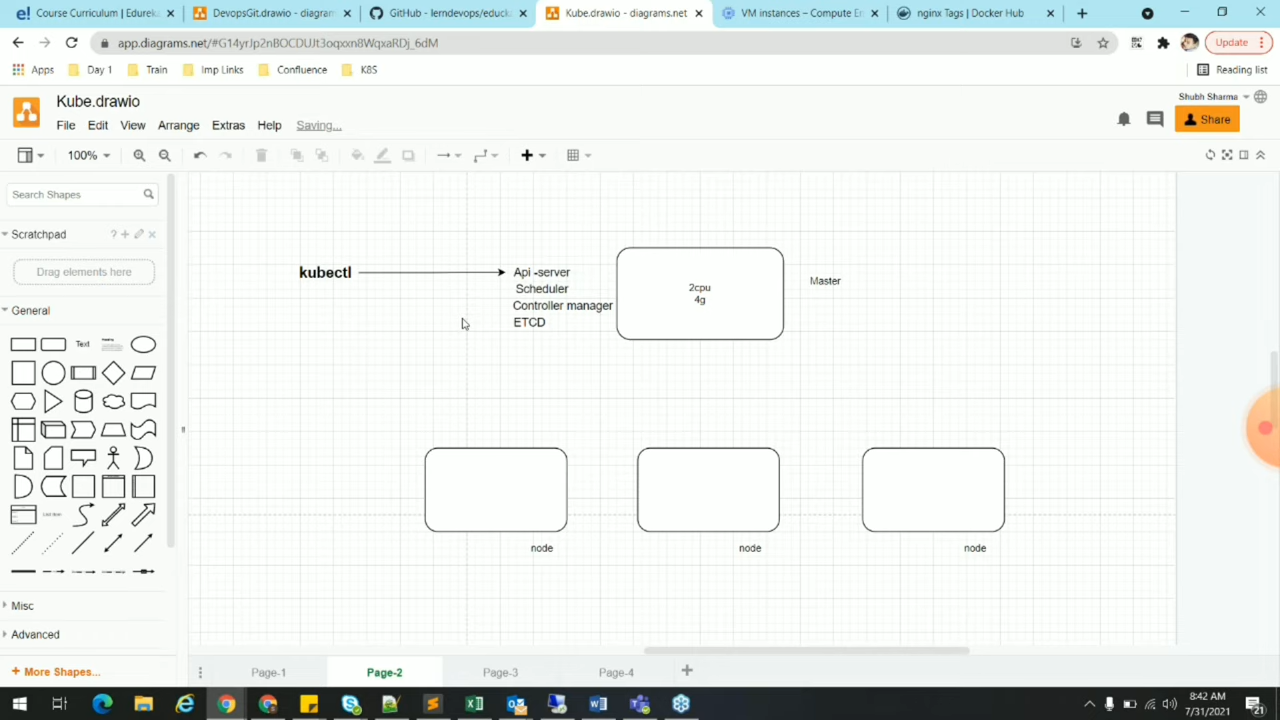 Course Curriculum | Edureka
DevopsGit.drawio - diagram
GitHub - lerndevops/educka
Kube.drawio - diagrams.net
VM instances – Compute En
nginx Tags | Docker Hub
app.diagrams.net/#G14yrJp2nBOCDUJt3oqxxn8WqxaRDj_6dM
Update
Apps
Day 1
Train
Imp Links
Confluence
K8S
Reading list
Kube.drawio
Shubh Sharma
File
Edit
View
Arrange
Extras
Help
Saving...
Share
100%
Search Shapes
Scratchpad
Drag elements here
General
Text
Misc
Advanced
+ More Shapes...
kubectl
Api -server
Scheduler
Controller manager
ETCD
2cpu
4g
Master
node
node
node
Page-1
Page-2
Page-3
Page-4
8:42 AM
7/31/2021
21